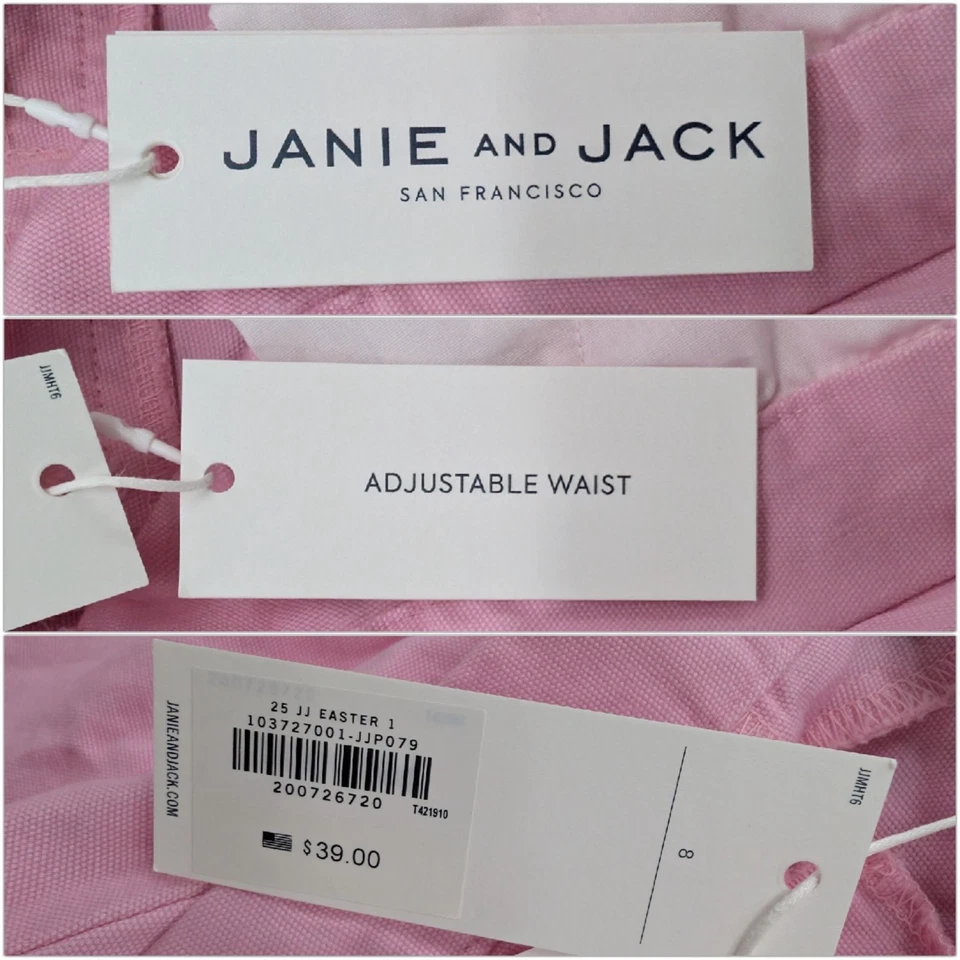 JANIE AND JACK
SAN FRANCISCO
JJMHT6
ADJUSTABLE WAIST
JANIEANDJACK.COM
25 JJ EASTER 1
103727001-JJP079
200726720
T421910
$39.00
8
JJMHT6